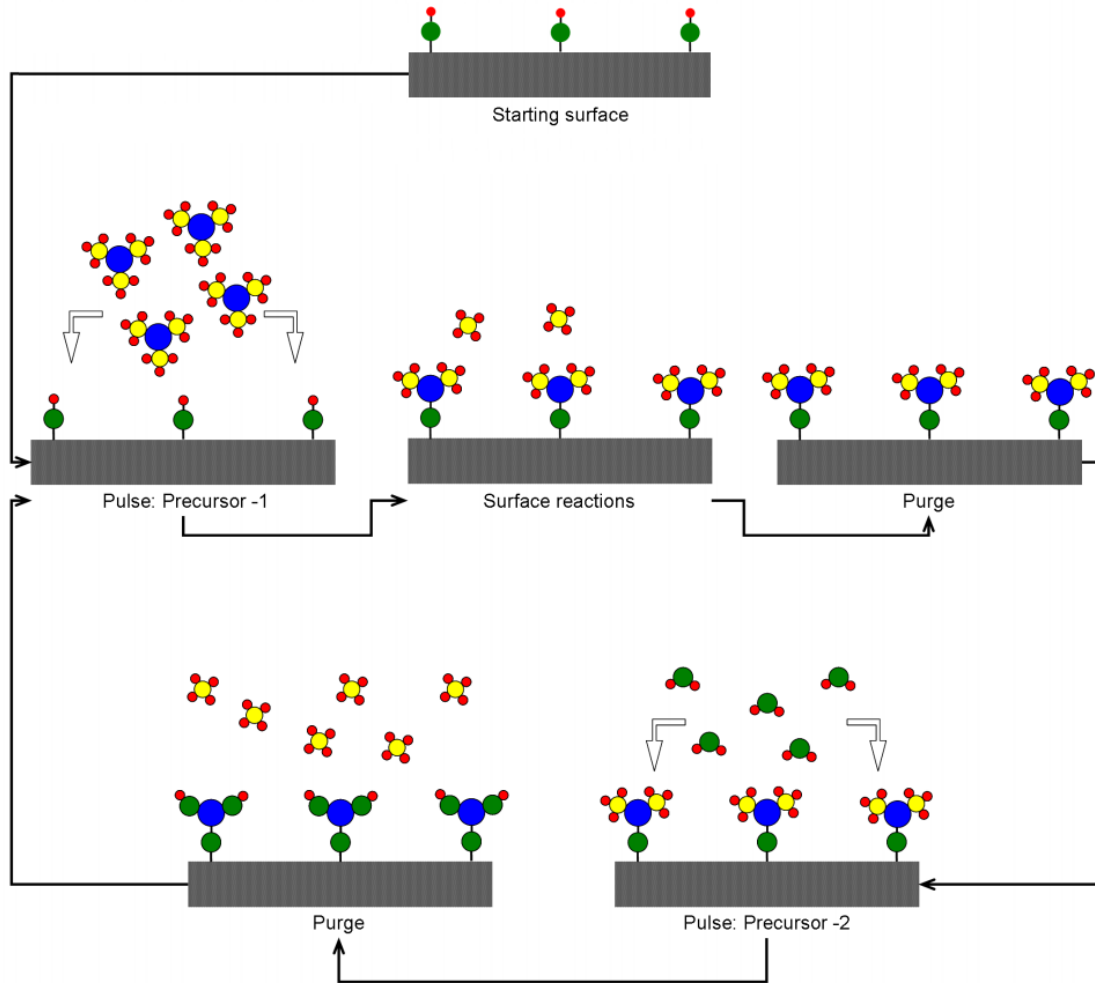 Starting surface
Pulse: Precursor -1
Surface reactions
Purge
Purge
Pulse: Precursor -2